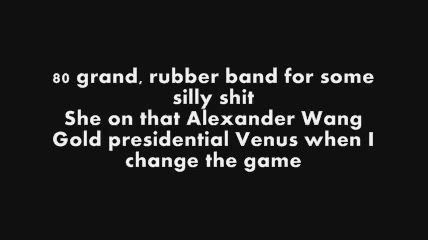 80 grand, rubber band for some
silly shit
She on that Alexander Wang
Gold presidential Venus when I
change the game